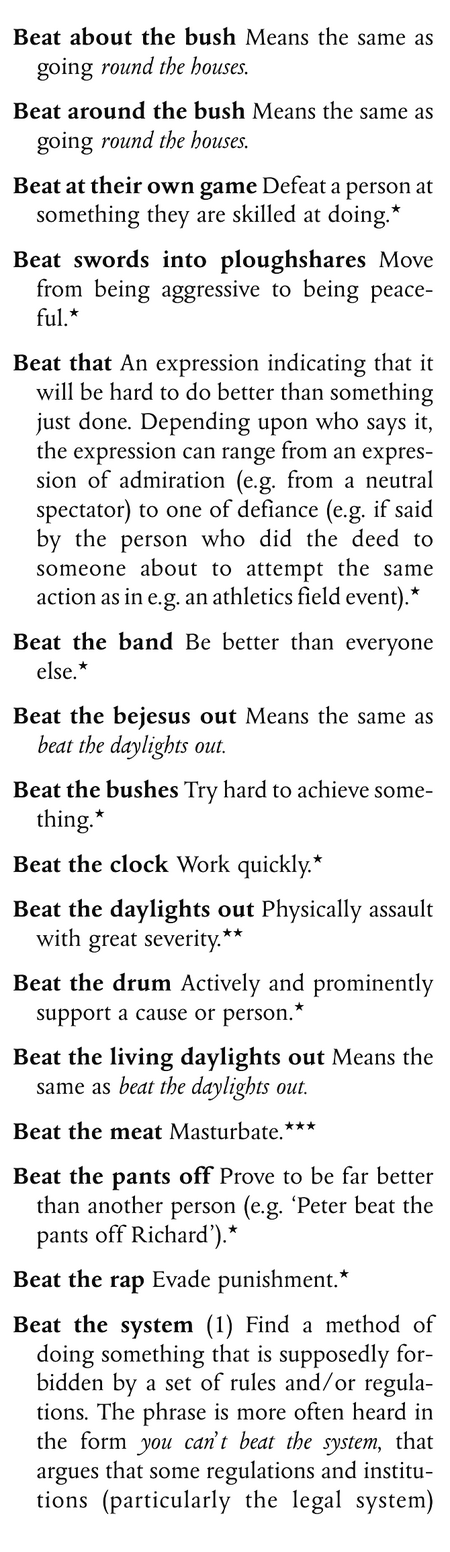 Beat about the bush Means the same as
going round the houses.
Beat around the bush Means the same as
going round the houses.
Beat at their own game Defeat a person at
something they are skilled at doing.★
Beat swords into ploughshares Move
from being aggressive to being peace-
ful.★
Beat that An expression indicating that it
will be hard to do better than something
just done. Depending upon who says it,
the expression can range from an expres-
sion of admiration (e.g. from a neutral
spectator) to one of defiance (e.g. if said
by the person who did the deed to
someone about to attempt the same
action as in e.g. an athletics field event).★
Beat the band Be better than everyone
else.★
Beat the bejesus out Means the same as
beat the daylights out.
Beat the bushes Try hard to achieve some-
thing.★
Beat the clock Work quickly.★
Beat the daylights out Physically assault
with great severity.★★
Beat the drum Actively and prominently
support a cause or person.★
Beat the living daylights out Means the
same as beat the daylights out.
Beat the meat Masturbate.★★★
Beat the pants off Prove to be far better
than another person (e.g. ‘Peter beat the
pants off Richard’).★
Beat the rap Evade punishment.★
Beat the system (1) Find a method of
doing something that is supposedly for-
bidden by a set of rules and/or regula-
tions. The phrase is more often heard in
the form you can’t beat the system, that
argues that some regulations and institu-
tions (particularly the legal system)